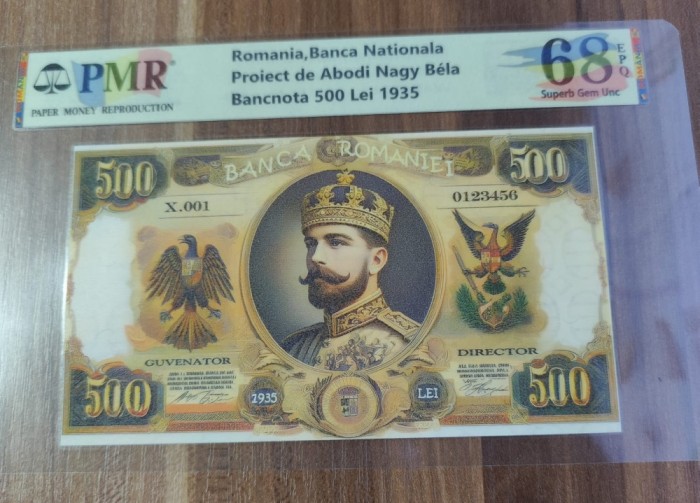 PMR
PAPER MONEY REPRODUCTION
Romania,Banca Nationala
Proiect de Abodi Nagy Béla
Bancnota 500 Lei 1935
68
EPQ
Superb Gem Unc
BANCA ROMANIEI
500
500
X.001
0123456
GUVENATOR
DIRECTOR
500
1935
LEI
500